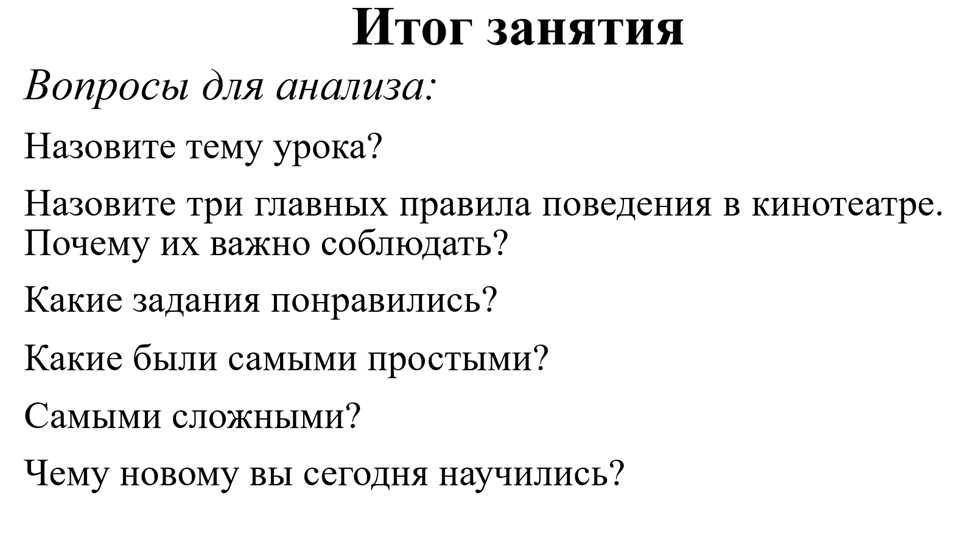 Итог занятия
Вопросы для анализа:
Назовите тему урока?
Назовите три главных правила поведения в кинотеатре.
Почему их важно соблюдать?
Какие задания понравились?
Какие были самыми простыми?
Самыми сложными?
Чему новому вы сегодня научились?